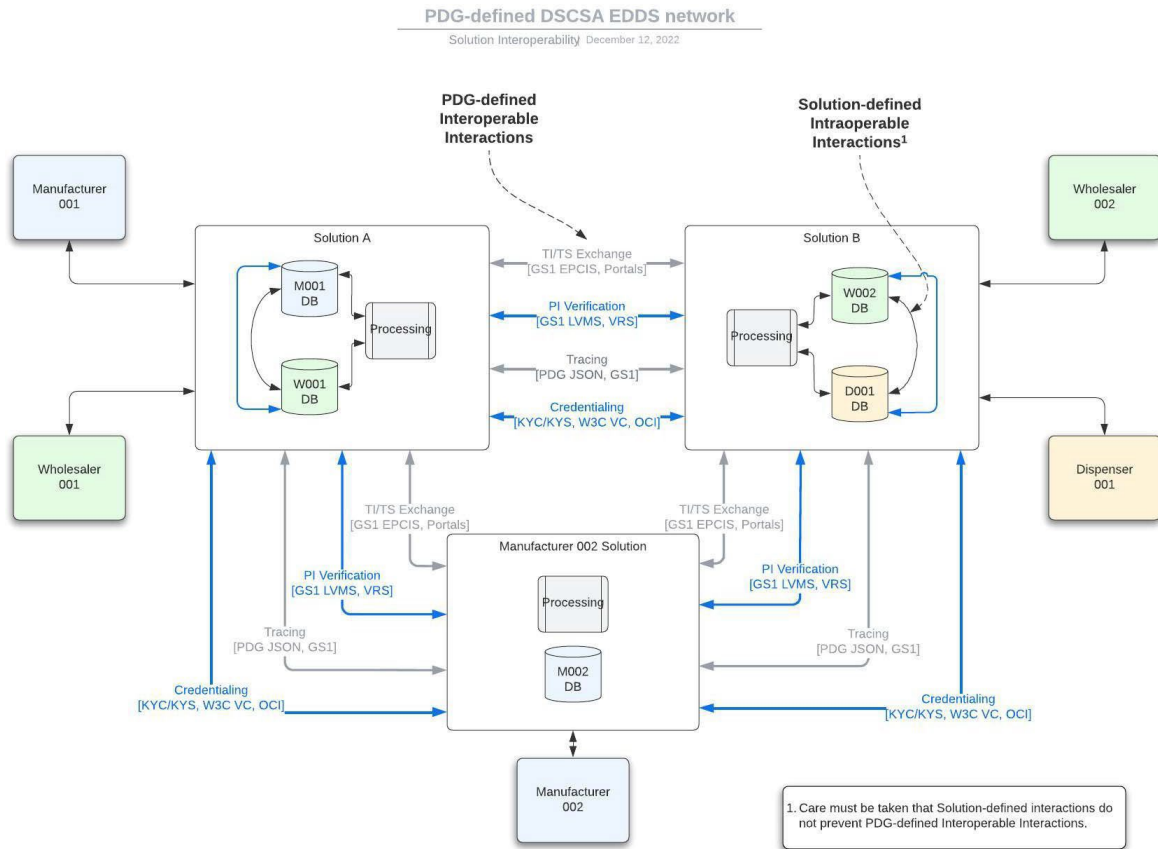 PDG-defined DSCSA EDDS network
Solution Interoperability December 12, 2022
PDG-defined
Interoperable
Interactions
Solution-defined
Intraoperable
Interactions¹
Manufacturer
001
Wholesaler
002
Solution A
Solution B
M001
DB
Processing
W001
DB
TI/TS Exchange
[GS1 EPCIS, Portals]
PI Verification
[GS1 LVMS, VRS]
Tracing
[PDG JSON, GS1]
Credentialing
[KYC/KYS, W3C VC, OCI]
W002
DB
Processing
D001
DB
Wholesaler
001
Dispenser
001
TI/TS Exchange
[GS1 EPCIS, Portals]
TI/TS Exchange
[GS1 EPCIS, Portals]
Manufacturer 002 Solution
PI Verification
[GS1 LVMS, VRS]
Processing
PI Verification
[GS1 LVMS, VRS]
Tracing
[PDG JSON, GS1]
M002
DB
Tracing
[PDG JSON, GS1]
Credentialing
[KYC/KYS, W3C VC, OCI]
Credentialing
[KYC/KYS, W3C VC, OCI]
Manufacturer
002
1. Care must be taken that Solution-defined interactions do
not prevent PDG-defined Interoperable Interactions.